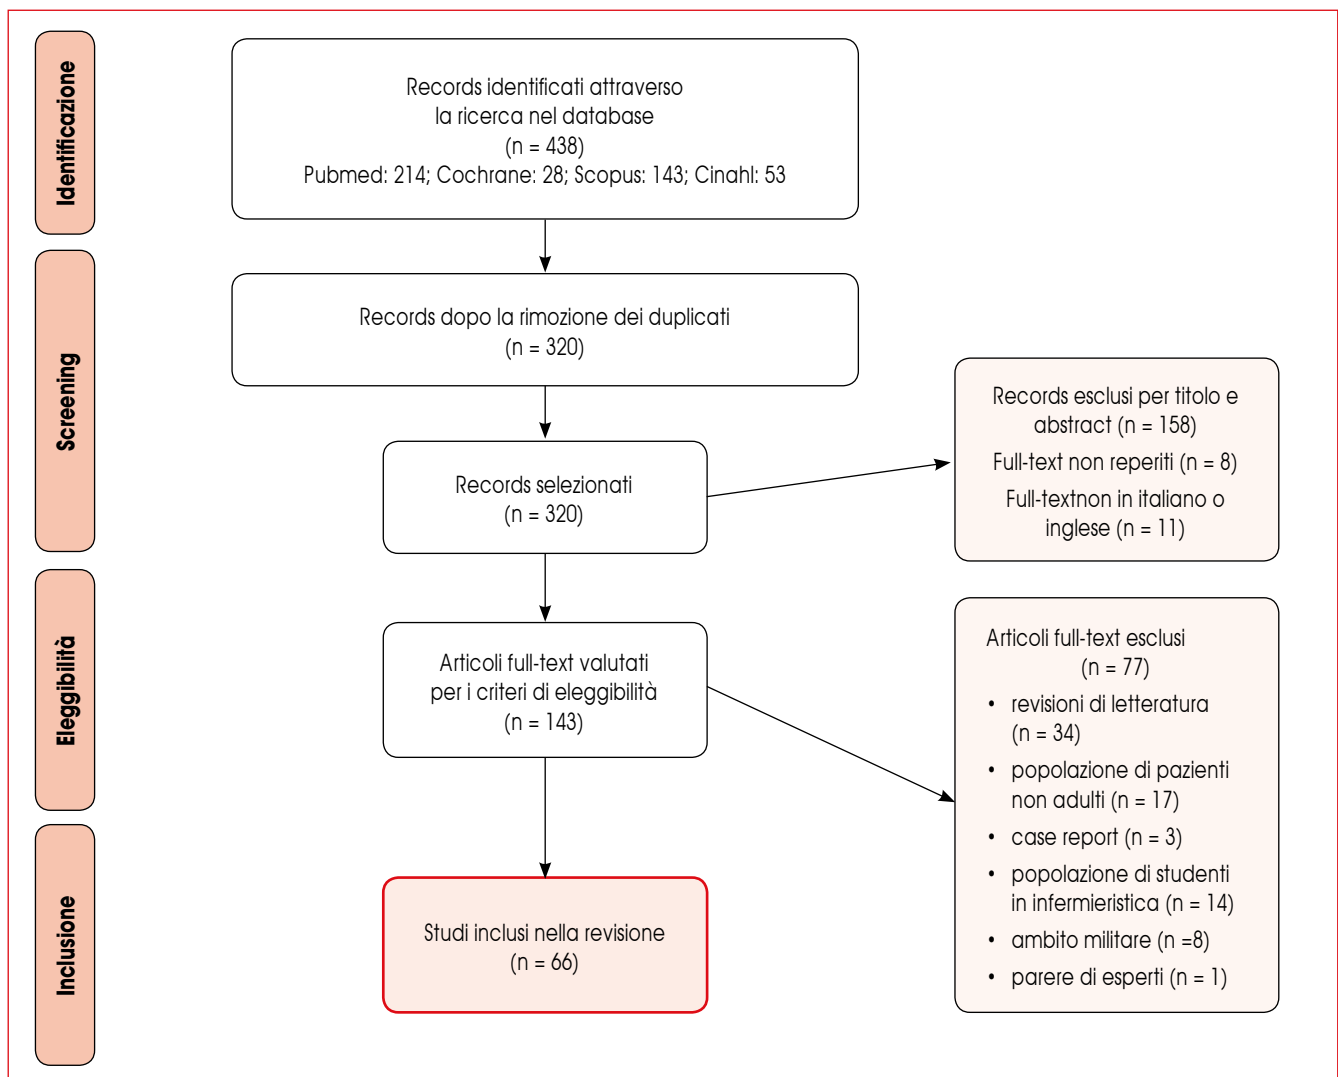 Identificazione
Records identificati attraverso
la ricerca nel database
(n = 438)
Pubmed: 214; Cochrane: 28; Scopus: 143; Cinahl: 53
Screening
Records dopo la rimozione dei duplicati
(n = 320)
Records selezionati
(n = 320)
Records esclusi per titolo e
abstract (n = 158)
Full-text non reperiti (n = 8)
Full-textnon in italiano o
inglese (n = 11)
Eleggibilità
Articoli full-text valutati
per i criteri di eleggibilità
(n = 143)
Articoli full-text esclusi
(n = 77)
• revisioni di letteratura
(n = 34)
• popolazione di pazienti
non adulti (n = 17)
• case report (n = 3)
• popolazione di studenti
in infermieristica (n = 14)
• ambito militare (n =8)
• parere di esperti (n = 1)
Inclusione
Studi inclusi nella revisione
(n = 66)